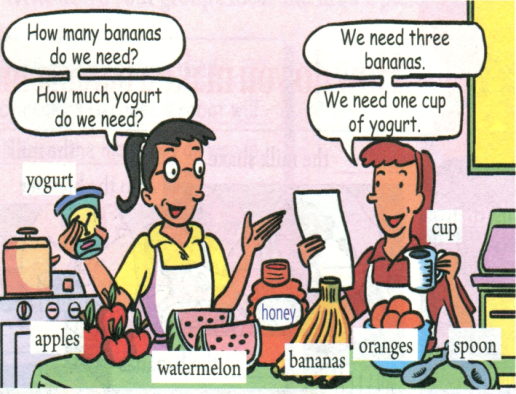 How many bananas
do we need?
How much yogurt
do we need?
We need three
bananas.
We need one cup
of yogurt.
yogurt
cup
honey
apples
watermelon
bananas
oranges
spoon